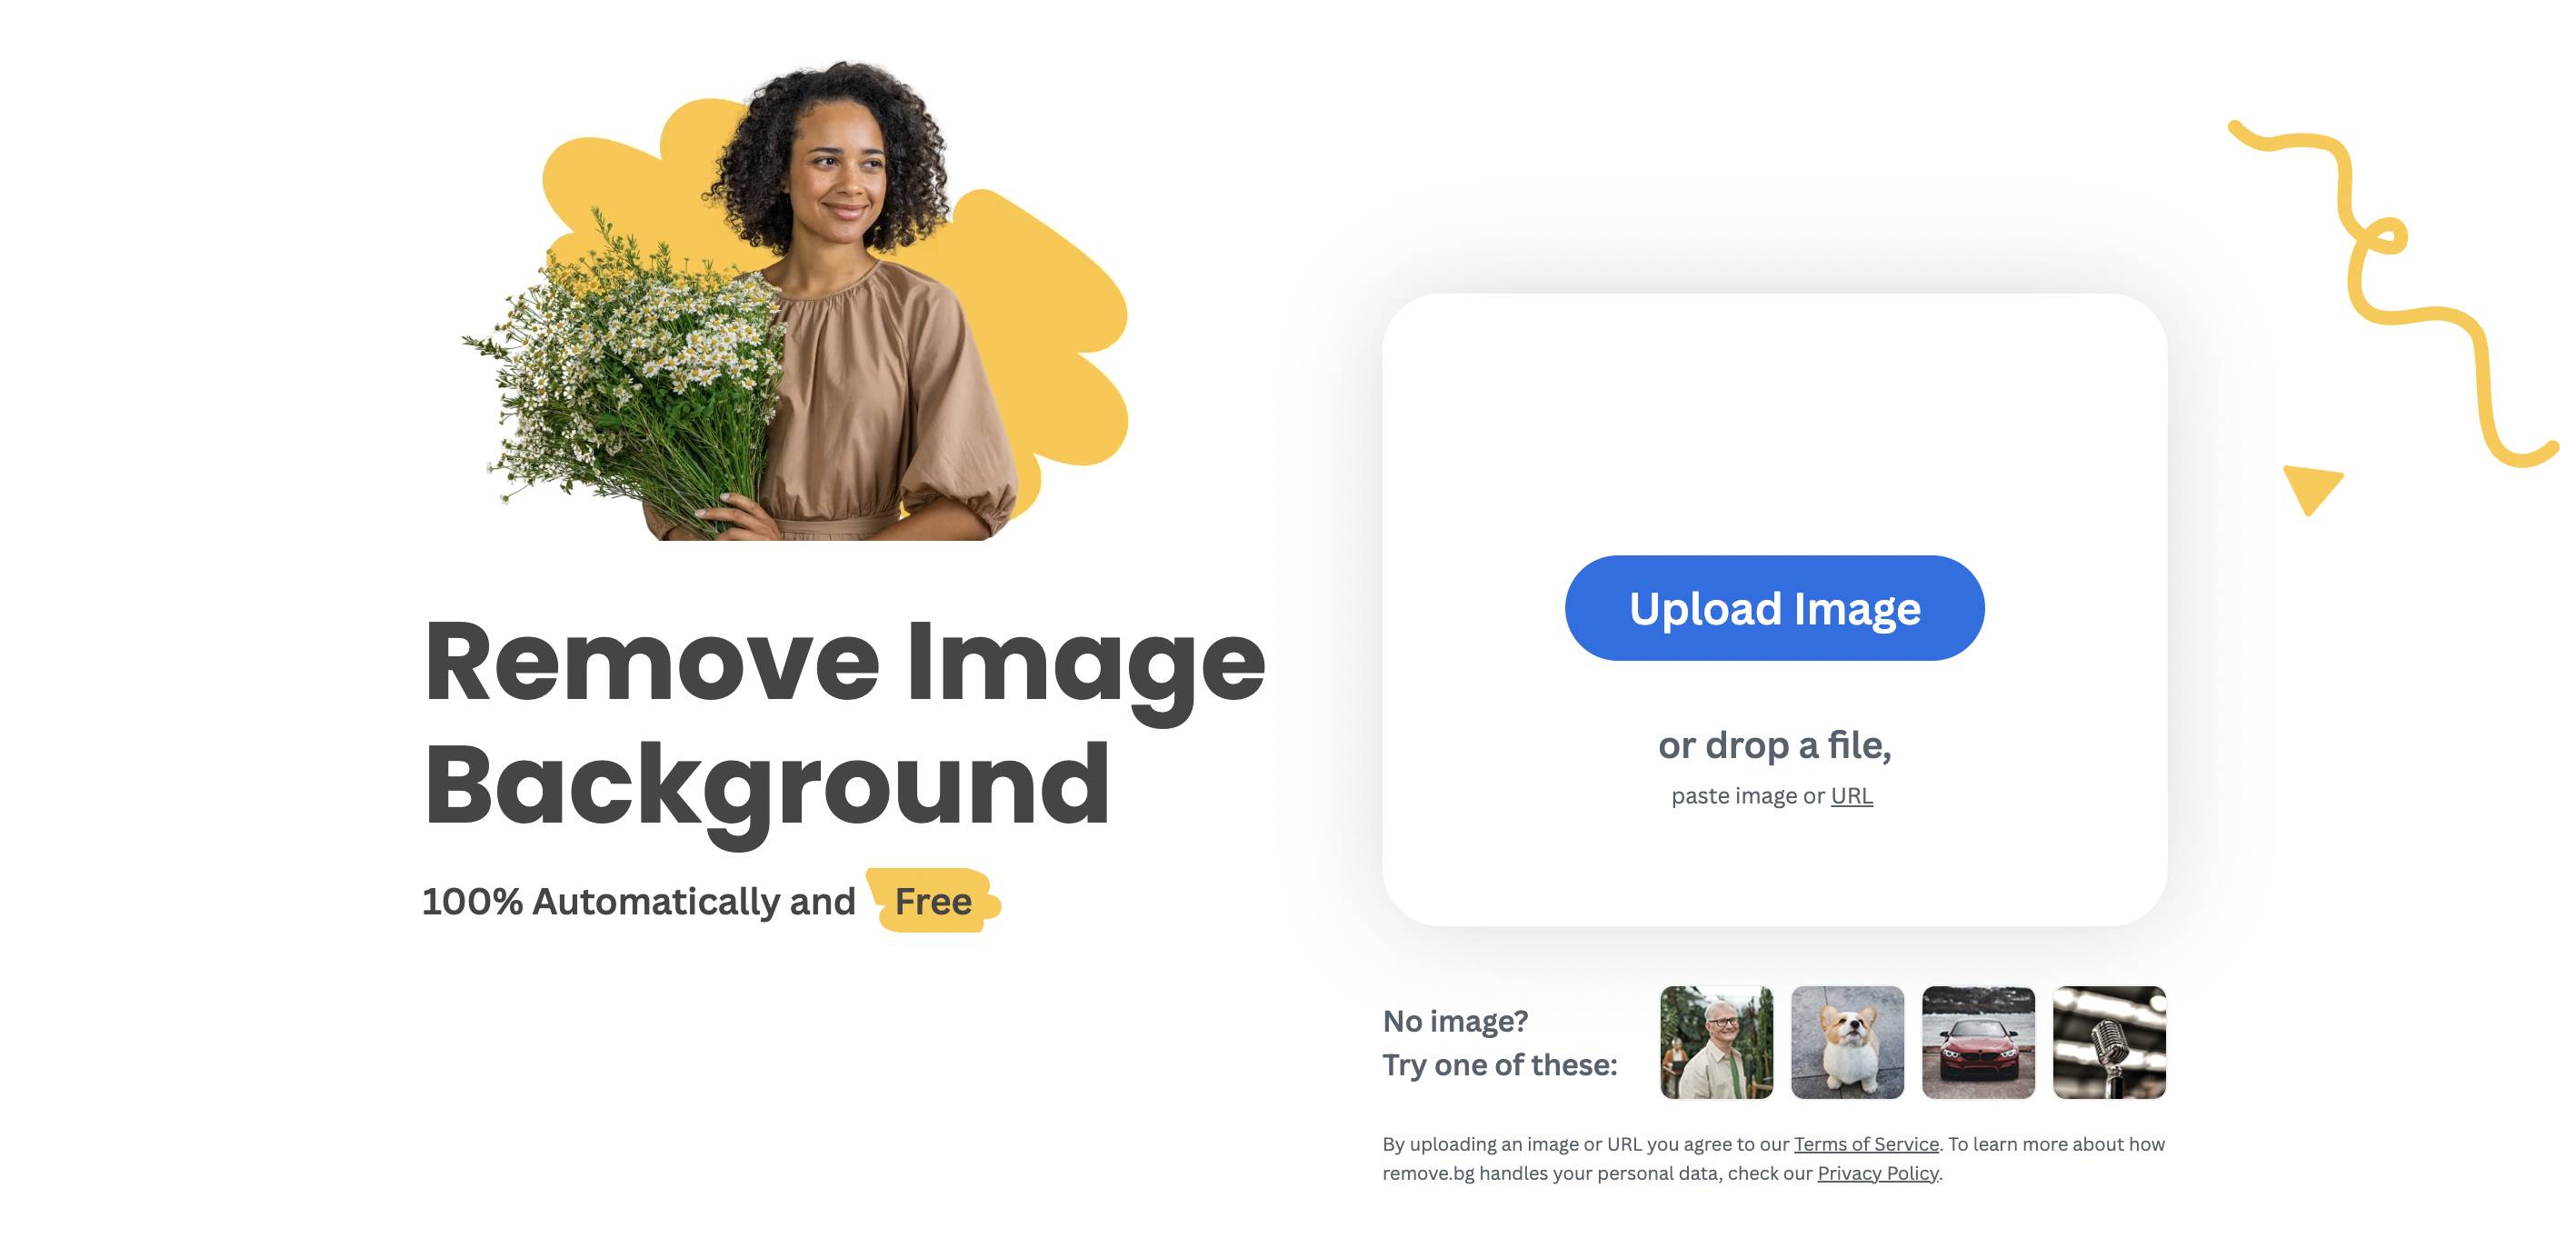 Remove Image
Background
100% Automatically and Free
Upload Image
or drop a file,
paste image or URL
No image?
Try one of these:
By uploading an image or URL you agree to our Terms of Service. To learn more about how
remove.bg handles your personal data, check our Privacy Policy.